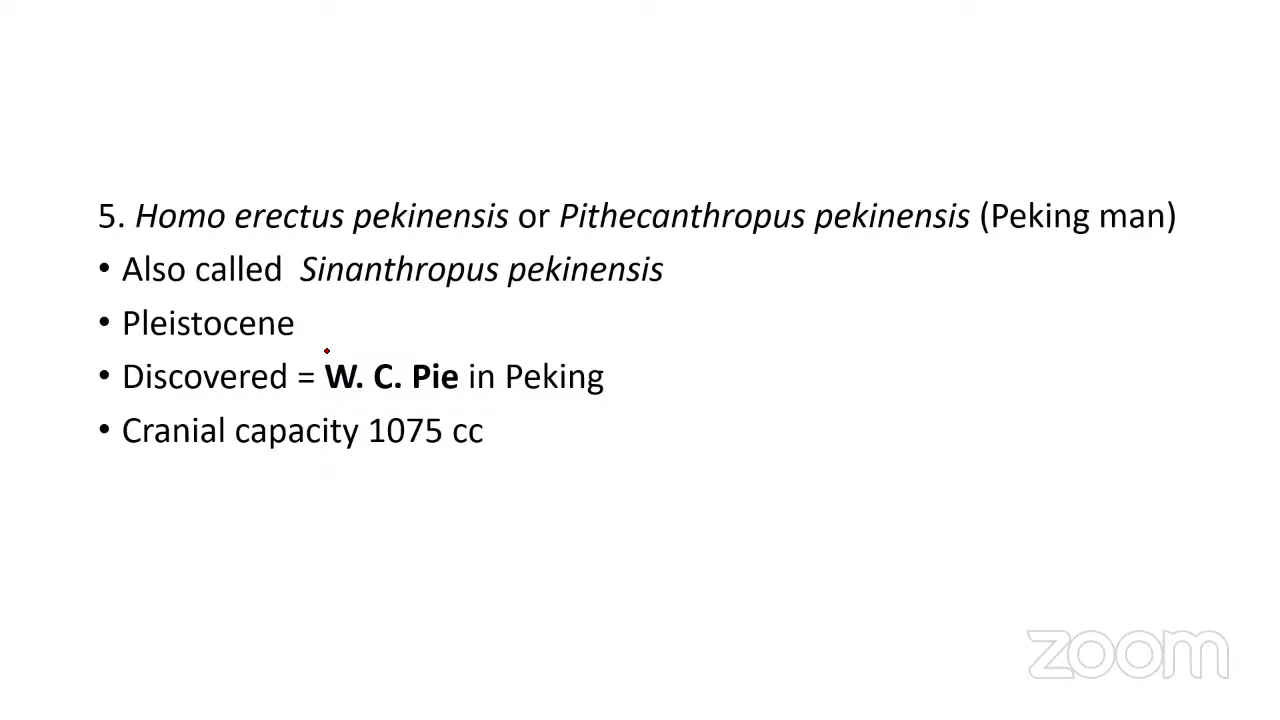 5. Homo erectus pekinensis or Pithecanthropus pekinensis (Peking man)
• Also called Sinanthropus pekinensis
• Pleistocene
• Discovered = W. C. Pie in Peking
• Cranial capacity 1075 cc
zoom